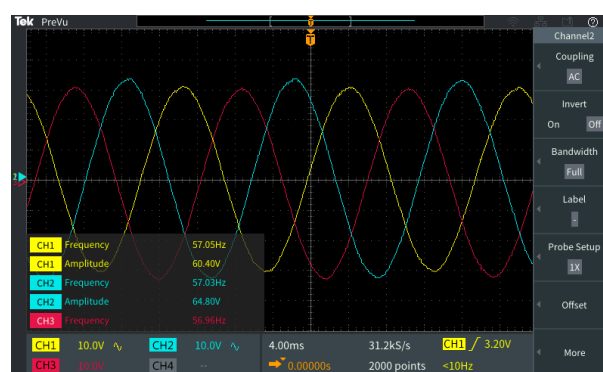 Tek PreVu
T
T
Channel2
Coupling
AC
Invert
On Off
Bandwidth
Full
Label
-
Probe Setup
1X
Offset
More
CH1 Frequency 57.05Hz
CH1 Amplitude 60.40V
CH2 Frequency 57.03Hz
CH2 Amplitude 64.80V
CH3 Frequency 56.96Hz
CH1 10.0V CH2 10.0V 4.00ms 31.2kS/s CH1 3.20V
CH3 10.0V CH4 -- 0.00000s 2000 points <10Hz